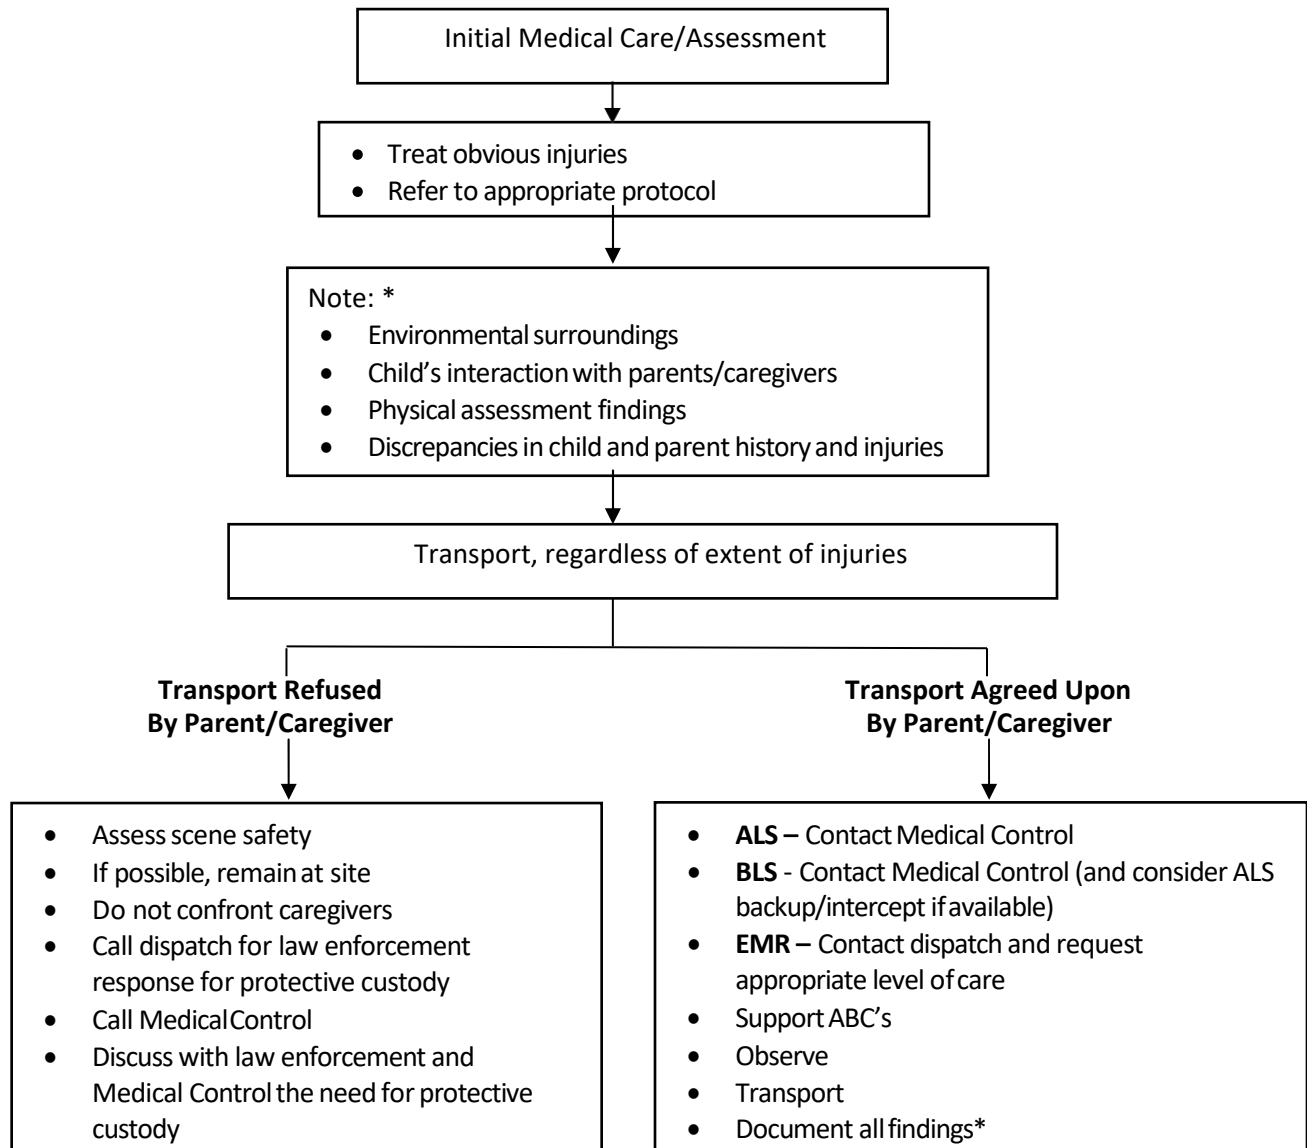 Initial Medical Care/Assessment
• Treat obvious injuries
• Refer to appropriate protocol
Note: *
• Environmental surroundings
• Child’s interaction with parents/caregivers
• Physical assessment findings
• Discrepancies in child and parent history and injuries
Transport, regardless of extent of injuries
Transport Refused
By Parent/Caregiver
• Assess scene safety
• If possible, remain at site
• Do not confront caregivers
• Call dispatch for law enforcement
response for protective custody
• Call Medical Control
• Discuss with law enforcement and
Medical Control the need for protective
custody
Transport Agreed Upon
By Parent/Caregiver
• ALS – Contact Medical Control
• BLS - Contact Medical Control (and consider ALS
backup/intercept if available)
• EMR – Contact dispatch and request
appropriate level of care
• Support ABC’s
• Observe
• Transport
• Document all findings*